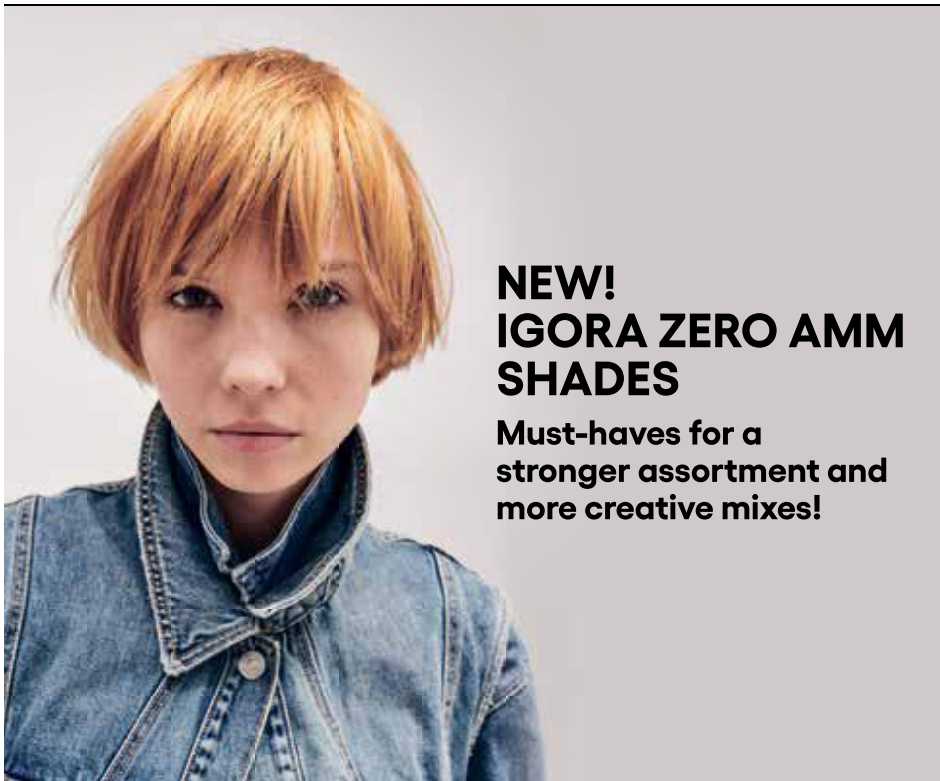 NEW!
IGORA ZERO AMM
SHADES
Must-haves for a
stronger assortment and
more creative mixes!